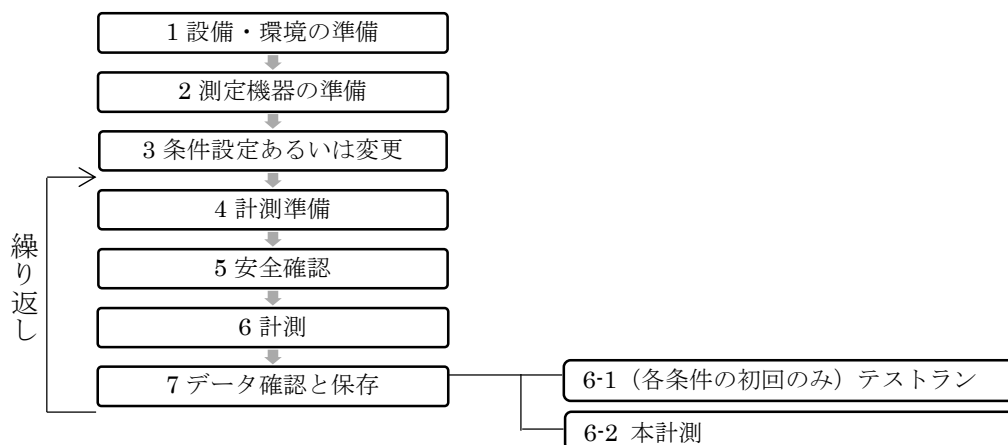 1 設備・環境の準備
2 測定機器の準備
3 条件設定あるいは変更
4 計測準備
5 安全確認
6 計測
7 データ確認と保存
繰り返し
6-1（各条件の初回のみ）テストラン
6-2 本計測